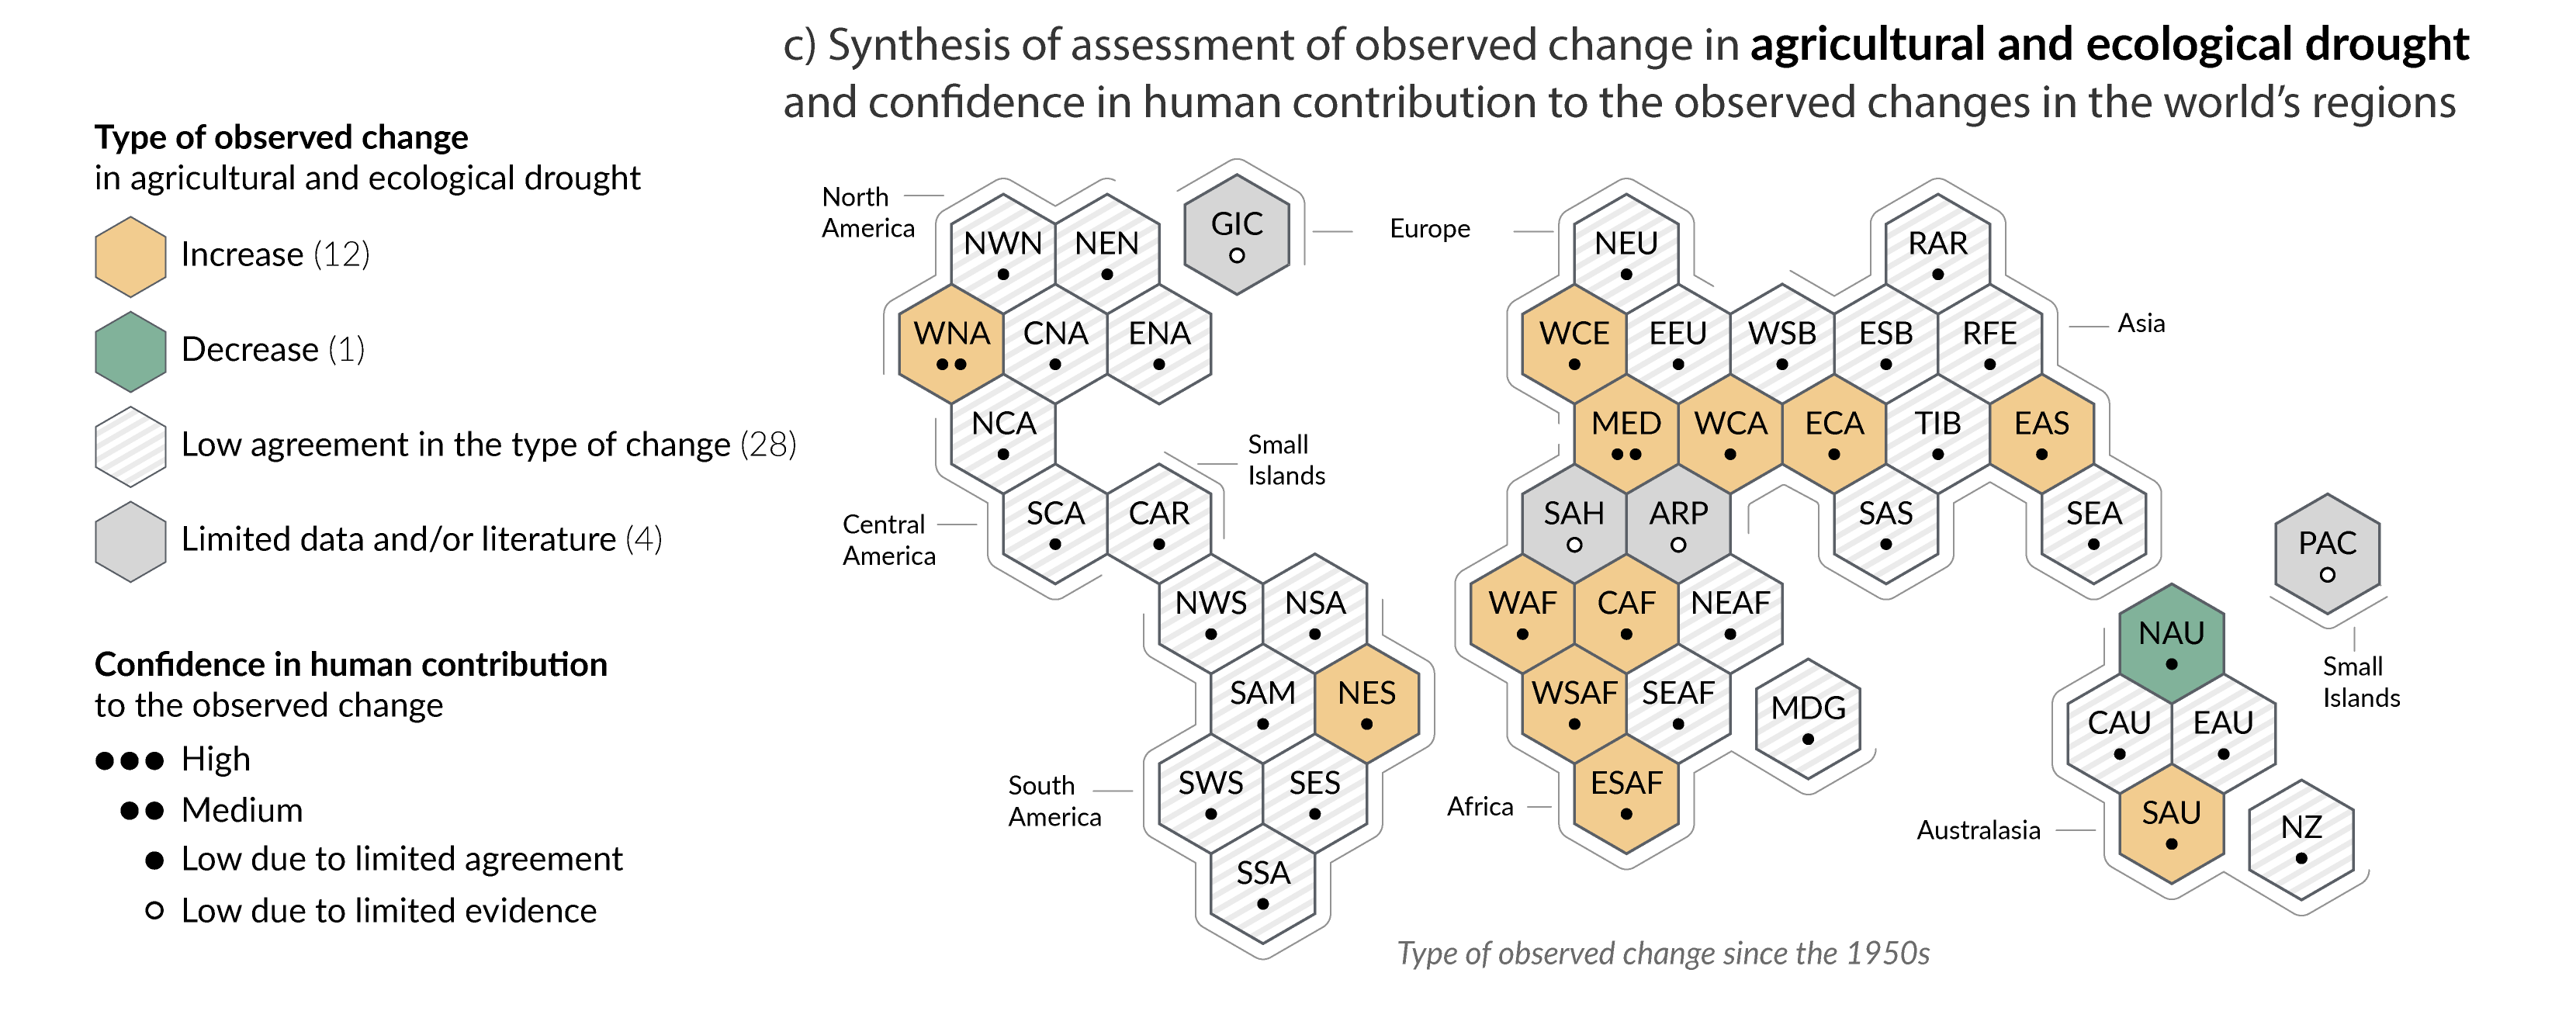 c) Synthesis of assessment of observed change in agricultural and ecological drought
and confidence in human contribution to the observed changes in the world's regions
Type of observed change
in agricultural and ecological drought
Increase (12)
Decrease (1)
Low agreement in the type of change (28)
Limited data and/or literature (4)
Confidence in human contribution
to the observed change
High
Medium
Low due to limited agreement
Low due to limited evidence
North
America
GIC
Europe
NWN
NEN
NEU
RAR
WNA
CNA
ENA
WCE
EEU
WSB
ESB
RFE
Asia
NCA
MED
WCA
ECA
TIB
EAS
Small
Islands
Central
America
SCA
CAR
SAH
ARP
SAS
SEA
PAC
NWS
NSA
WAF
CAF
NEAF
NAU
Small
Islands
SAM
NES
WSAF
SEAF
MDG
CAU
EAU
South
America
SWS
SES
Africa
ESAF
Australasia
SAU
NZ
SSA
Type of observed change since the 1950s